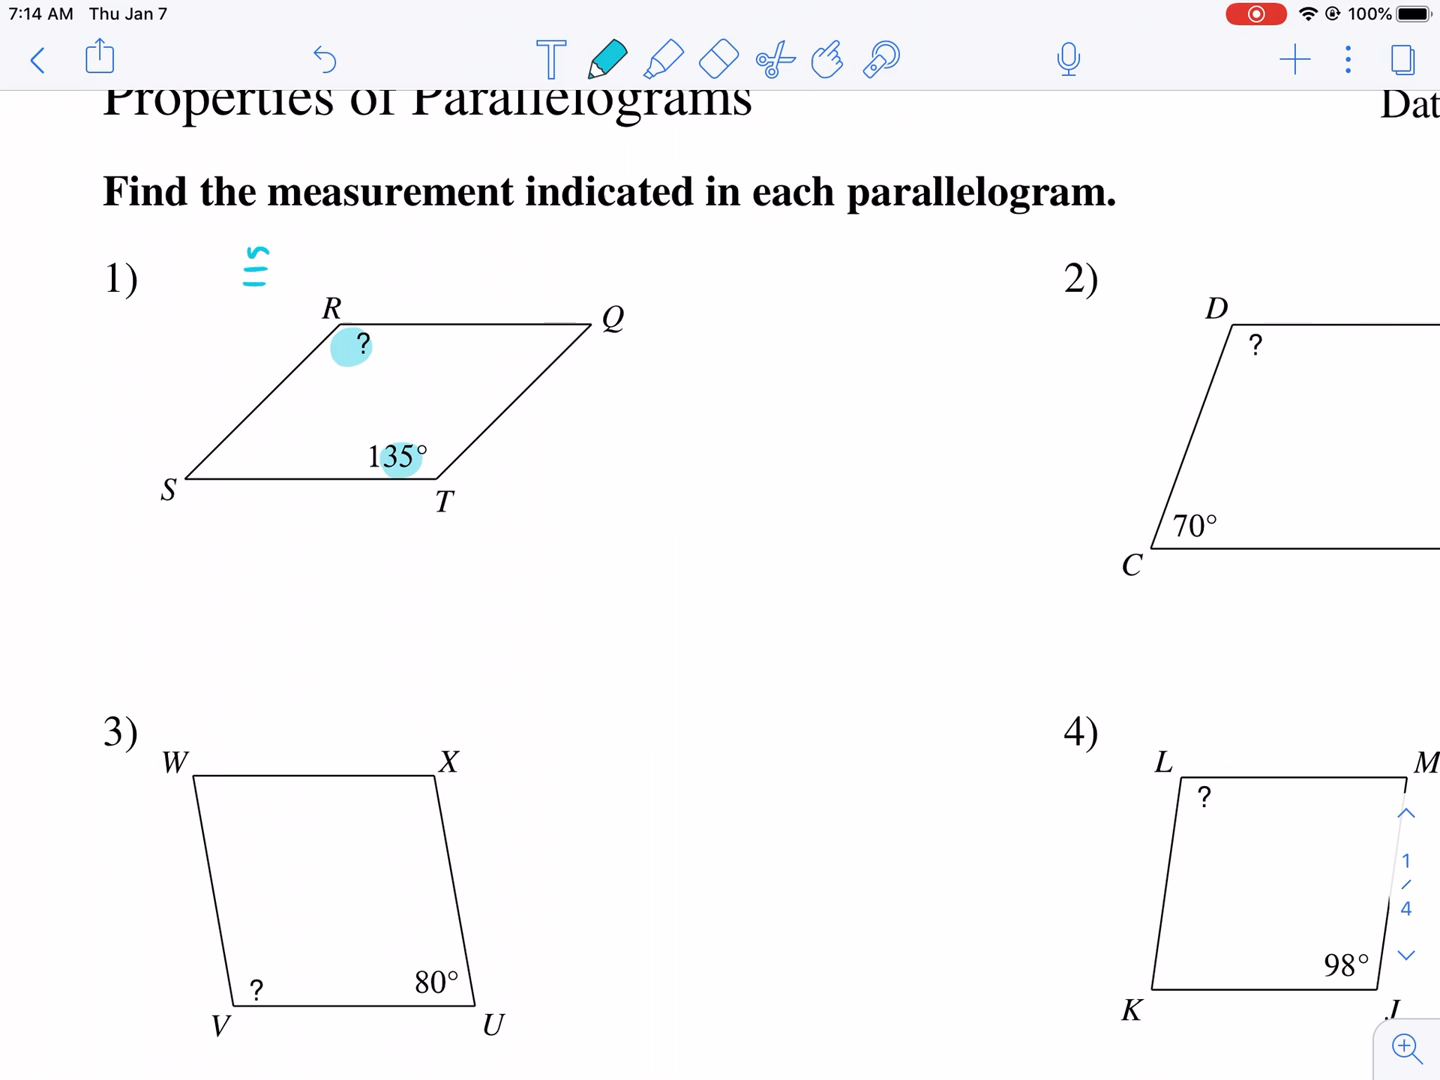 7:14 AM Thu Jan 7
100%
Properties of Parallelograms
Dat
Find the measurement indicated in each parallelogram.
1)
≅
R
?
Q
135°
S
T
2)
D
?
70°
C
3)
W
X
?
80°
V
U
4)
L
M
?
98°
K
J
1
/
4